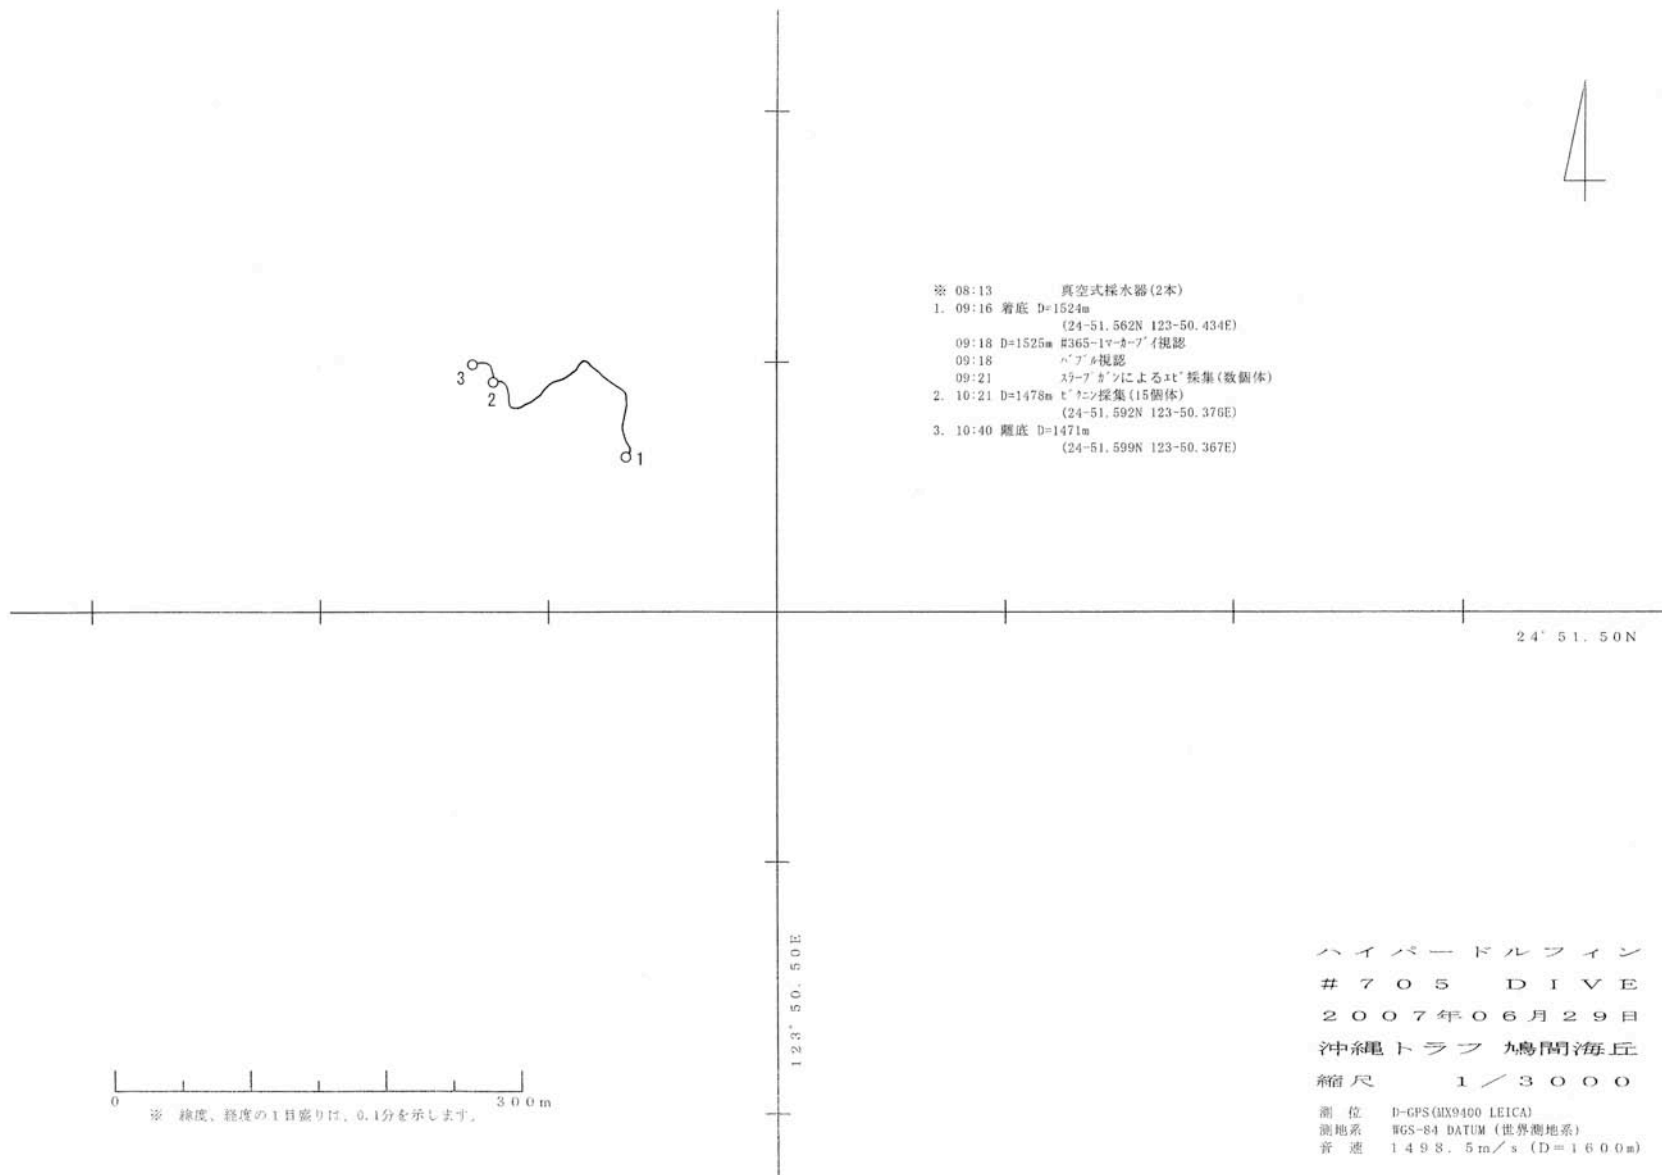 ※ 08:13 真空式採水器(2本)
1. 09:16 着底 D=1524m
(24-51.562N 123-50.434E)
09:18 D=1525m #365-1マーカーブイ視認
09:18 バブル視認
09:21 スラープガンによるエビ採集(数個体)
2. 10:21 D=1478m ビクニン採集(15個体)
(24-51.592N 123-50.376E)
3. 10:40 離底 D=1471m
(24-51.599N 123-50.367E)
3
2
1
24°51.50N
123°50.50E
0 300m
※ 緯度、経度の1目盛りは、0.1分を示します。
ハイパードルフィン
#705 DIVE
2007年06月29日
沖縄トラフ 鳩間海丘
縮尺 1/3000
測位 D-GPS(MX9400 LEICA)
測地系 WGS-84 DATUM (世界測地系)
音速 1498.5m/s (D=1600m)